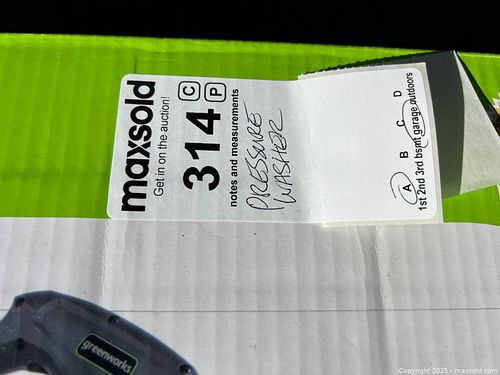 maxsold
Get in on the auction!
314
C
P
notes and measurements
PRESSURE
WASHER
A B C D
1st 2nd 3rd bsmt garage outdoors
greenworks
Copyright 2025 - maxsold.com